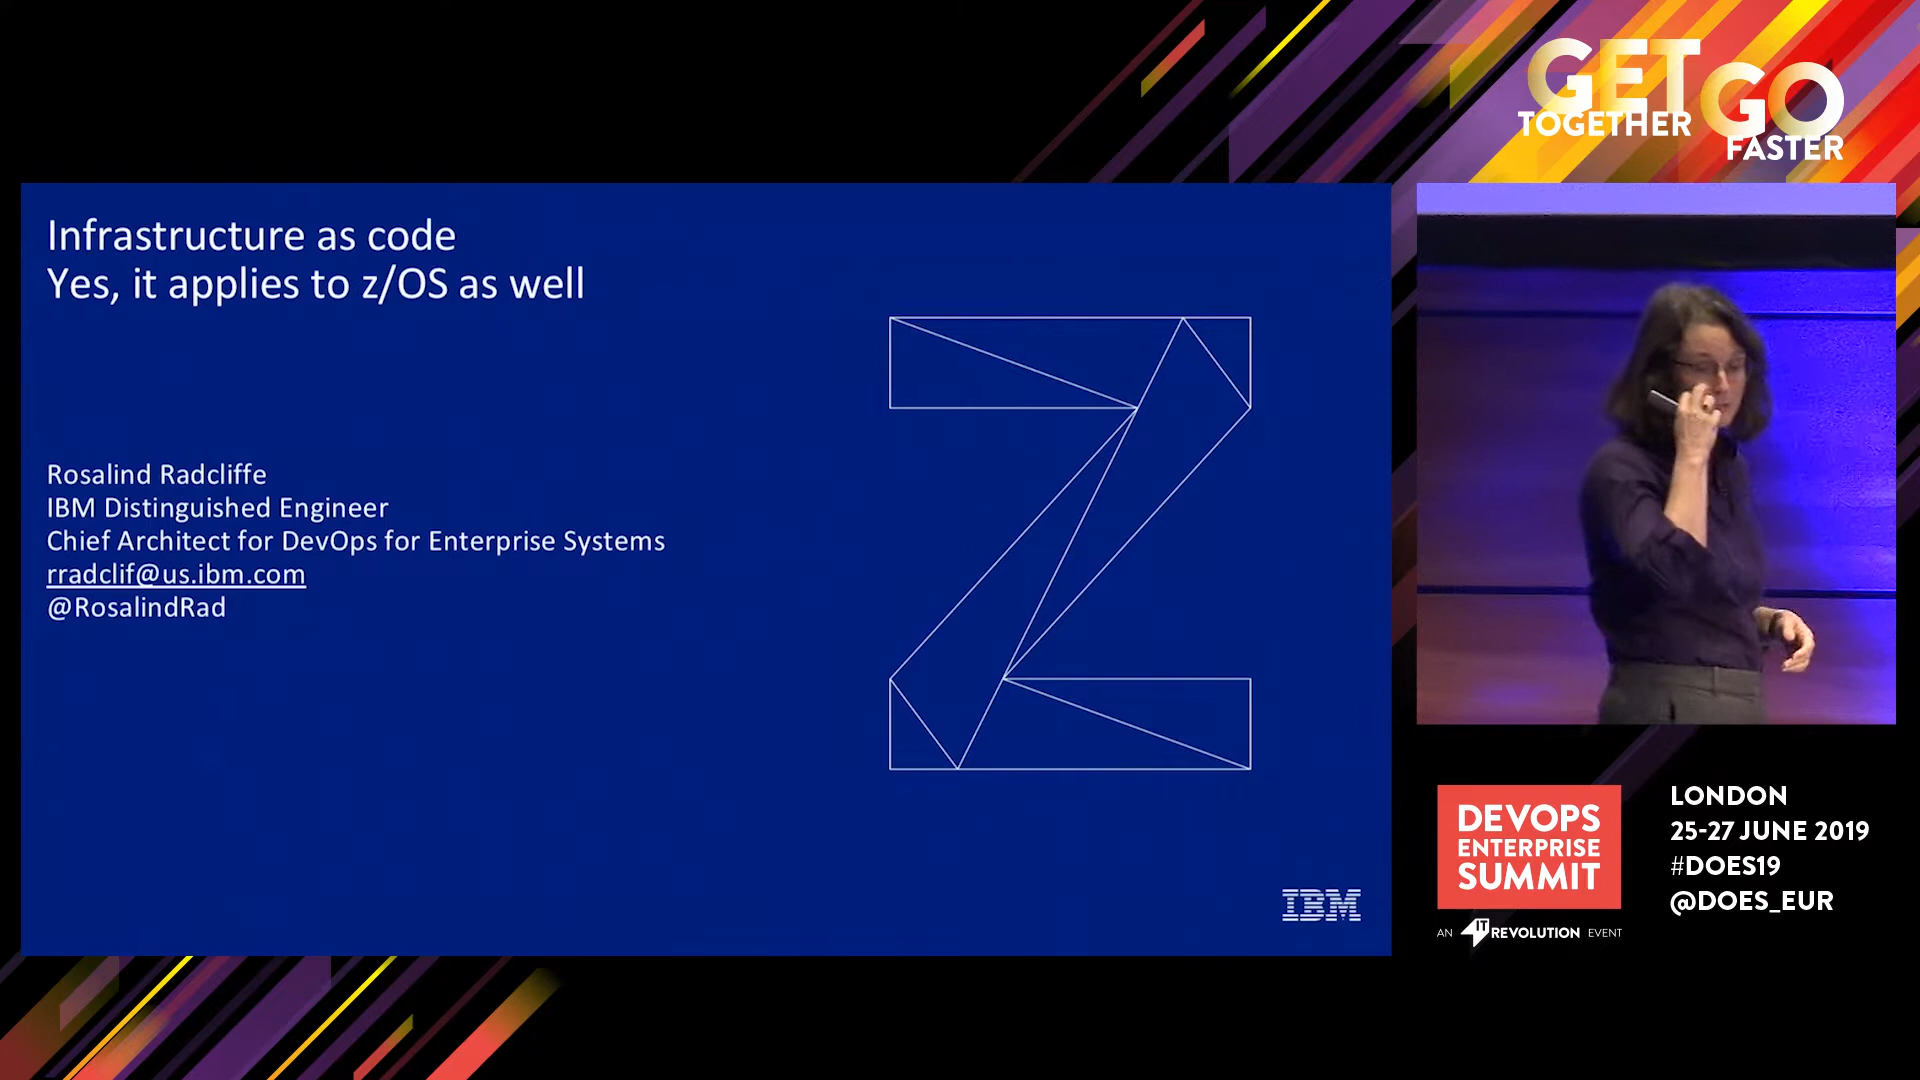 GET
TOGETHER
GO
FASTER
Infrastructure as code
Yes, it applies to z/OS as well
Rosalind Radcliffe
IBM Distinguished Engineer
Chief Architect for DevOps for Enterprise Systems
rradclif@us.ibm.com
@RosalindRad
IBM
DEVOPS
ENTERPRISE
SUMMIT
AN IT REVOLUTION EVENT
LONDON
25-27 JUNE 2019
#DOES19
@DOES_EUR